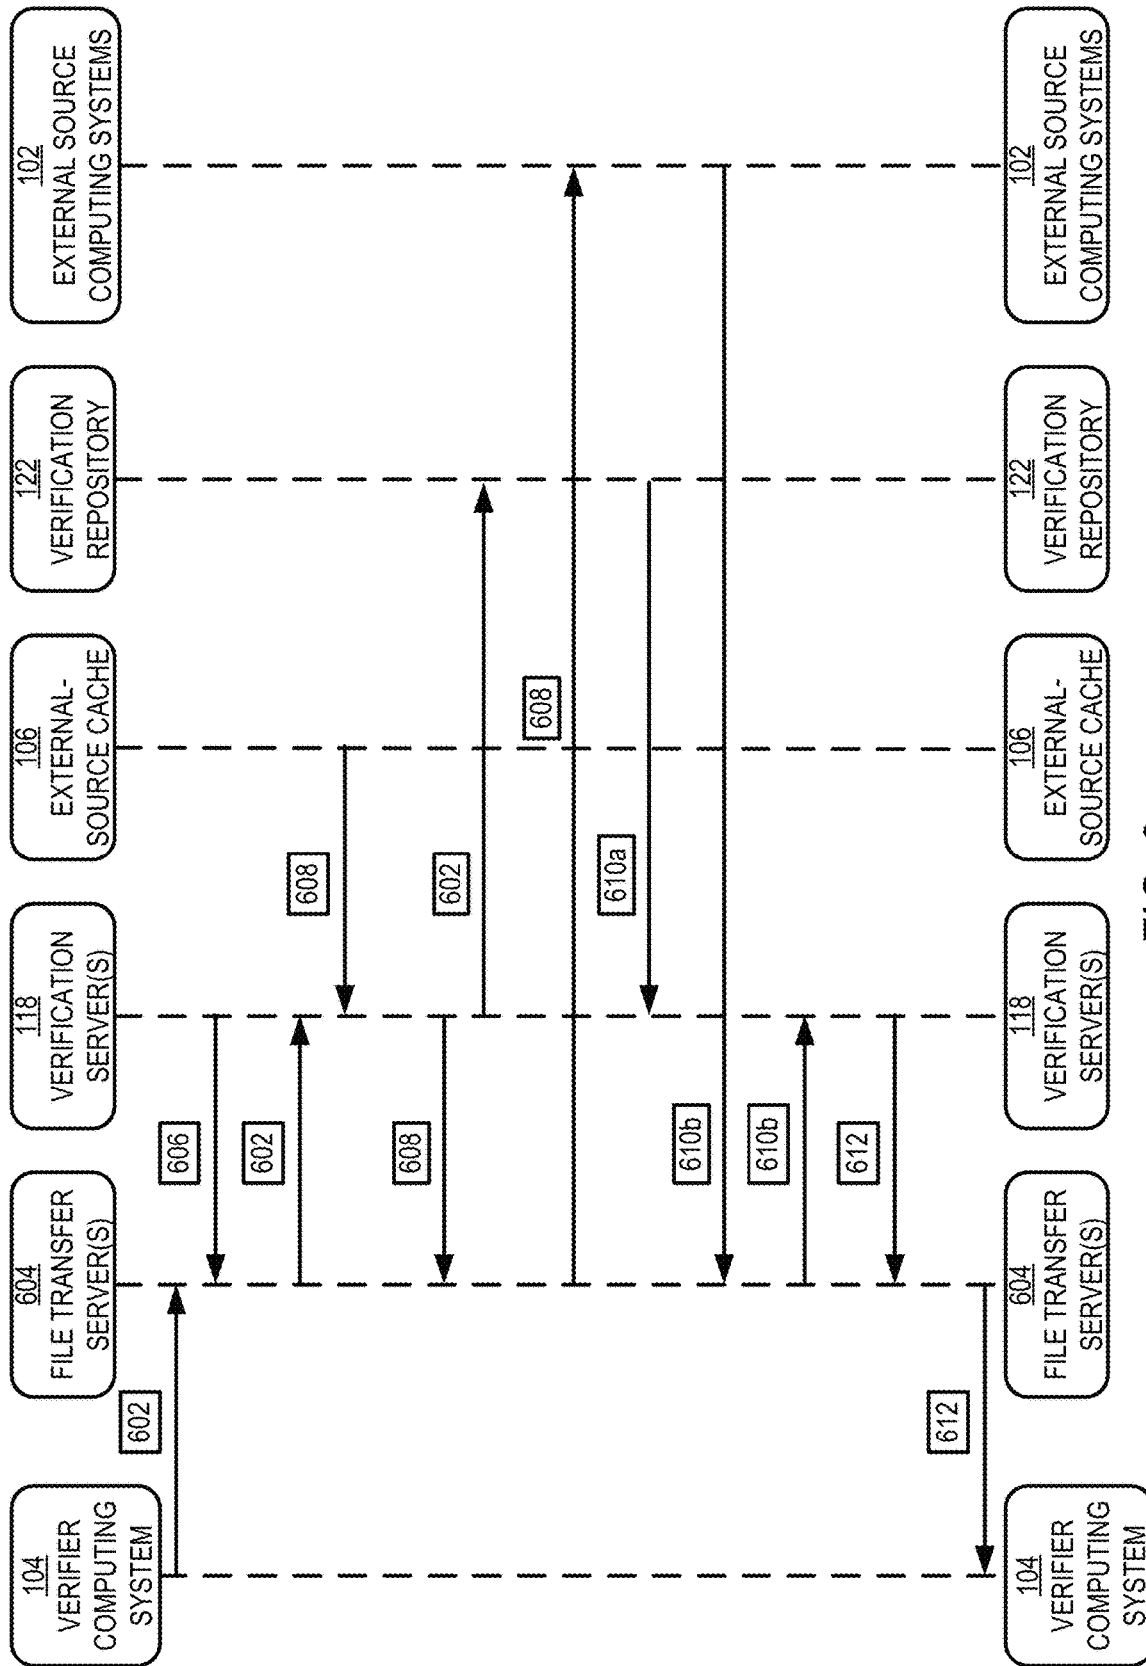 104
VERIFIER
COMPUTING
SYSTEM
604
FILE TRANSFER
SERVER(S)
118
VERIFICATION
SERVER(S)
106
EXTERNAL-
SOURCE CACHE
122
VERIFICATION
REPOSITORY
102
EXTERNAL SOURCE
COMPUTING SYSTEMS
602
606
602
608
608
602
608
610a
610b
610b
612
612
104
VERIFIER
COMPUTING
SYSTEM
604
FILE TRANSFER
SERVER(S)
118
VERIFICATION
SERVER(S)
106
EXTERNAL-
SOURCE CACHE
122
VERIFICATION
REPOSITORY
102
EXTERNAL SOURCE
COMPUTING SYSTEMS